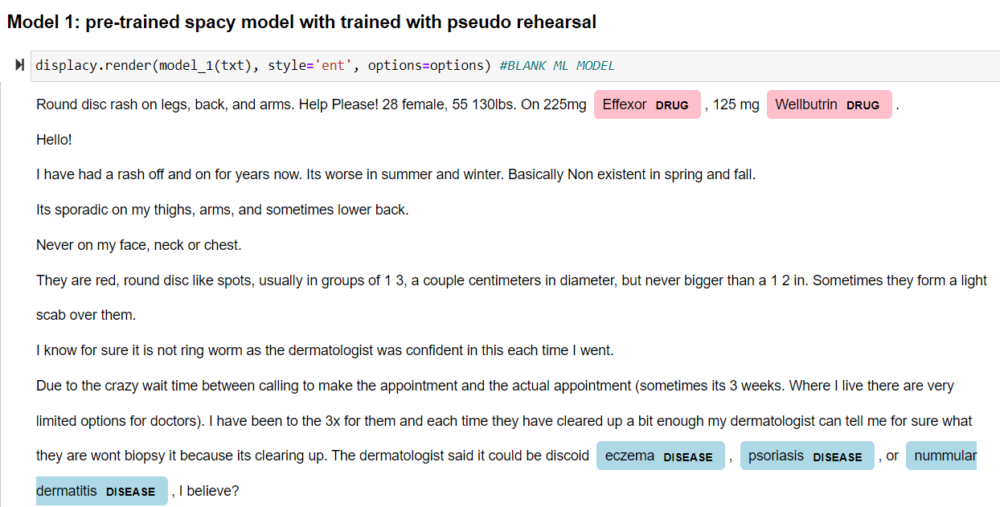 Model 1: pre-trained spacy model with trained with pseudo rehearsal
displacy.render(model_1(txt), style='ent', options=options) #BLANK ML MODEL
Round disc rash on legs, back, and arms. Help Please! 28 female, 55 130lbs. On 225mg Effexor DRUG , 125 mg Wellbutrin DRUG .
Hello!
I have had a rash off and on for years now. Its worse in summer and winter. Basically Non existent in spring and fall.
Its sporadic on my thighs, arms, and sometimes lower back.
Never on my face, neck or chest.
They are red, round disc like spots, usually in groups of 1 3, a couple centimeters in diameter, but never bigger than a 1 2 in. Sometimes they form a light
scab over them.
I know for sure it is not ring worm as the dermatologist was confident in this each time I went.
Due to the crazy wait time between calling to make the appointment and the actual appointment (sometimes its 3 weeks. Where I live there are very
limited options for doctors). I have been to the 3x for them and each time they have cleared up a bit enough my dermatologist can tell me for sure what
they are wont biopsy it because its clearing up. The dermatologist said it could be discoid eczema DISEASE , psoriasis DISEASE , or nummular
dermatitis DISEASE , I believe?